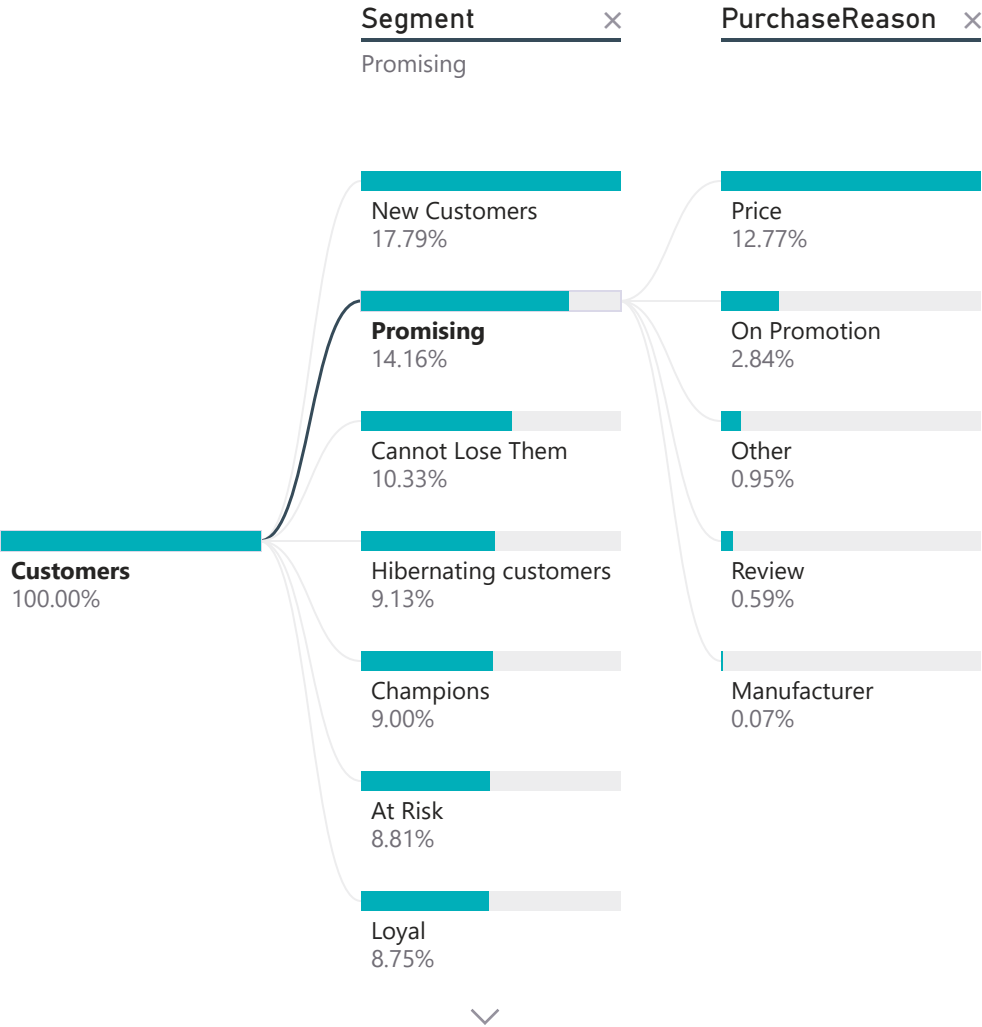 Segment
PurchaseReason
Promising
New Customers
17.79%
Promising
14.16%
Cannot Lose Them
10.33%
Hibernating customers
9.13%
Champions
9.00%
At Risk
8.81%
Loyal
8.75%
Customers
100.00%
Price
12.77%
On Promotion
2.84%
Other
0.95%
Review
0.59%
Manufacturer
0.07%